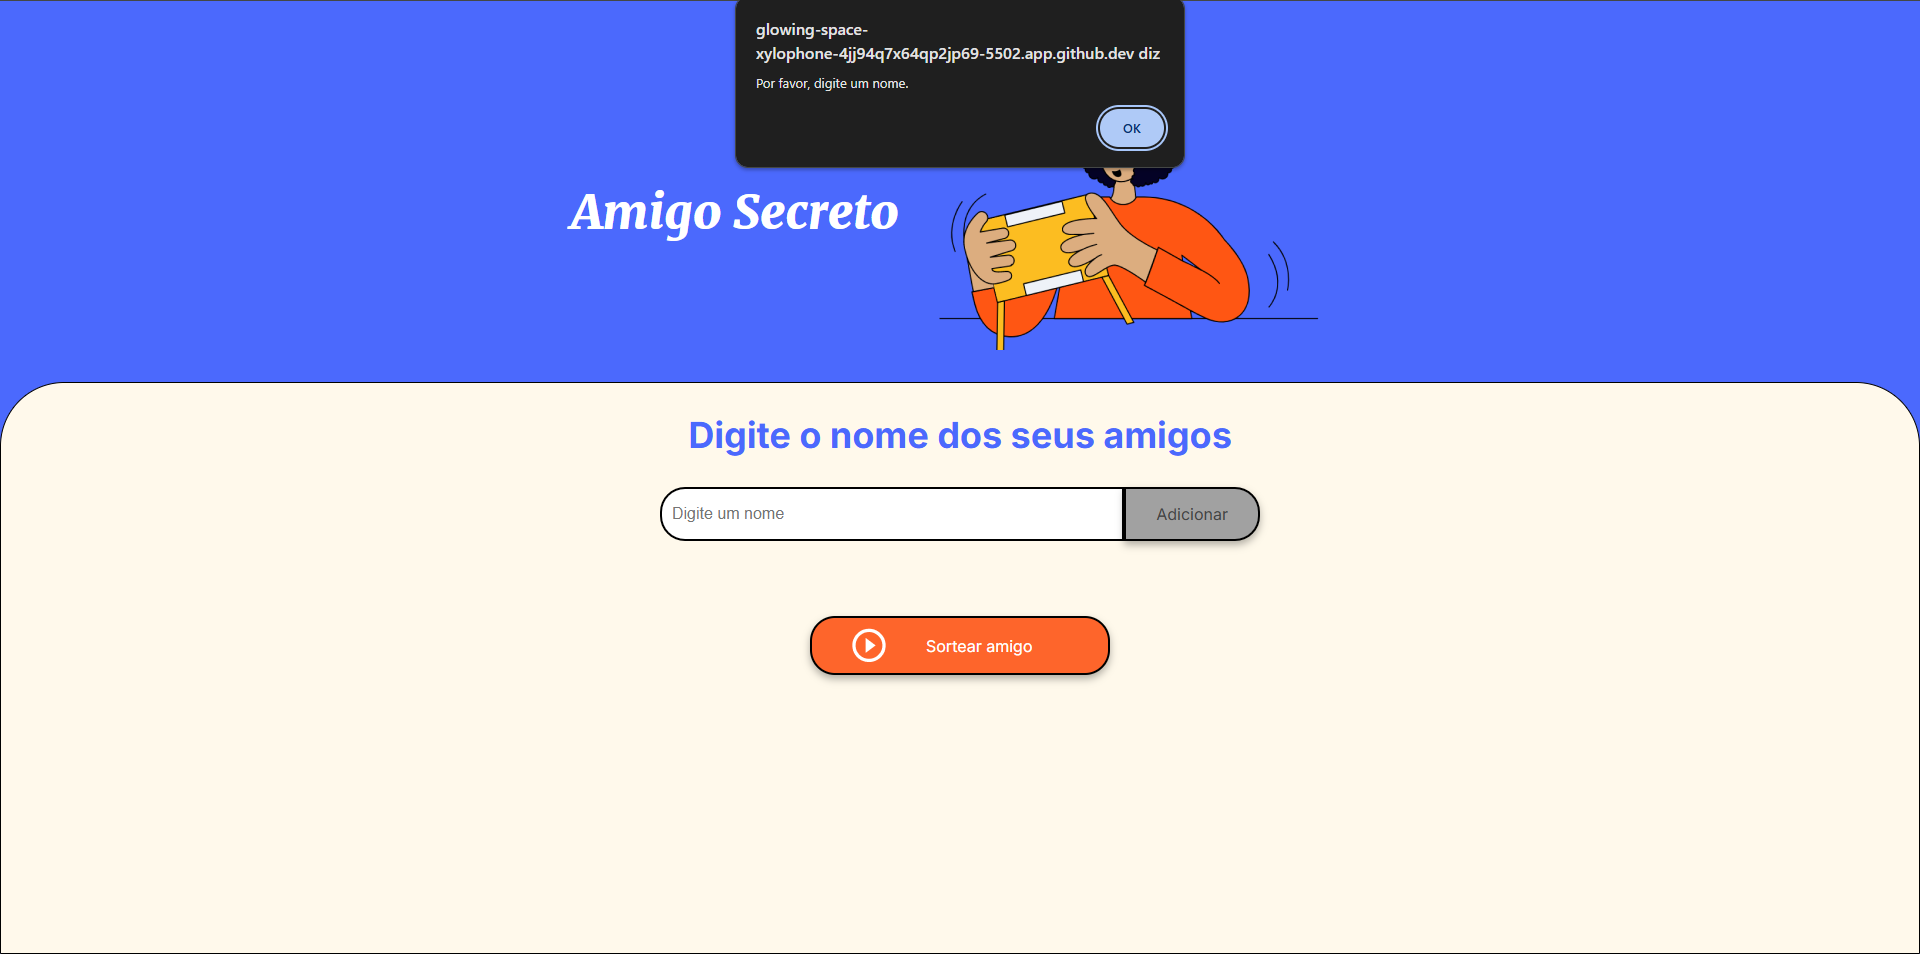 glowing-space-
xylophone-4jj94q7x64qp2jp69-5502.app.github.dev diz
Por favor, digite um nome.
OK
Amigo Secreto
Digite o nome dos seus amigos
Digite um nome
Adicionar
Sortear amigo